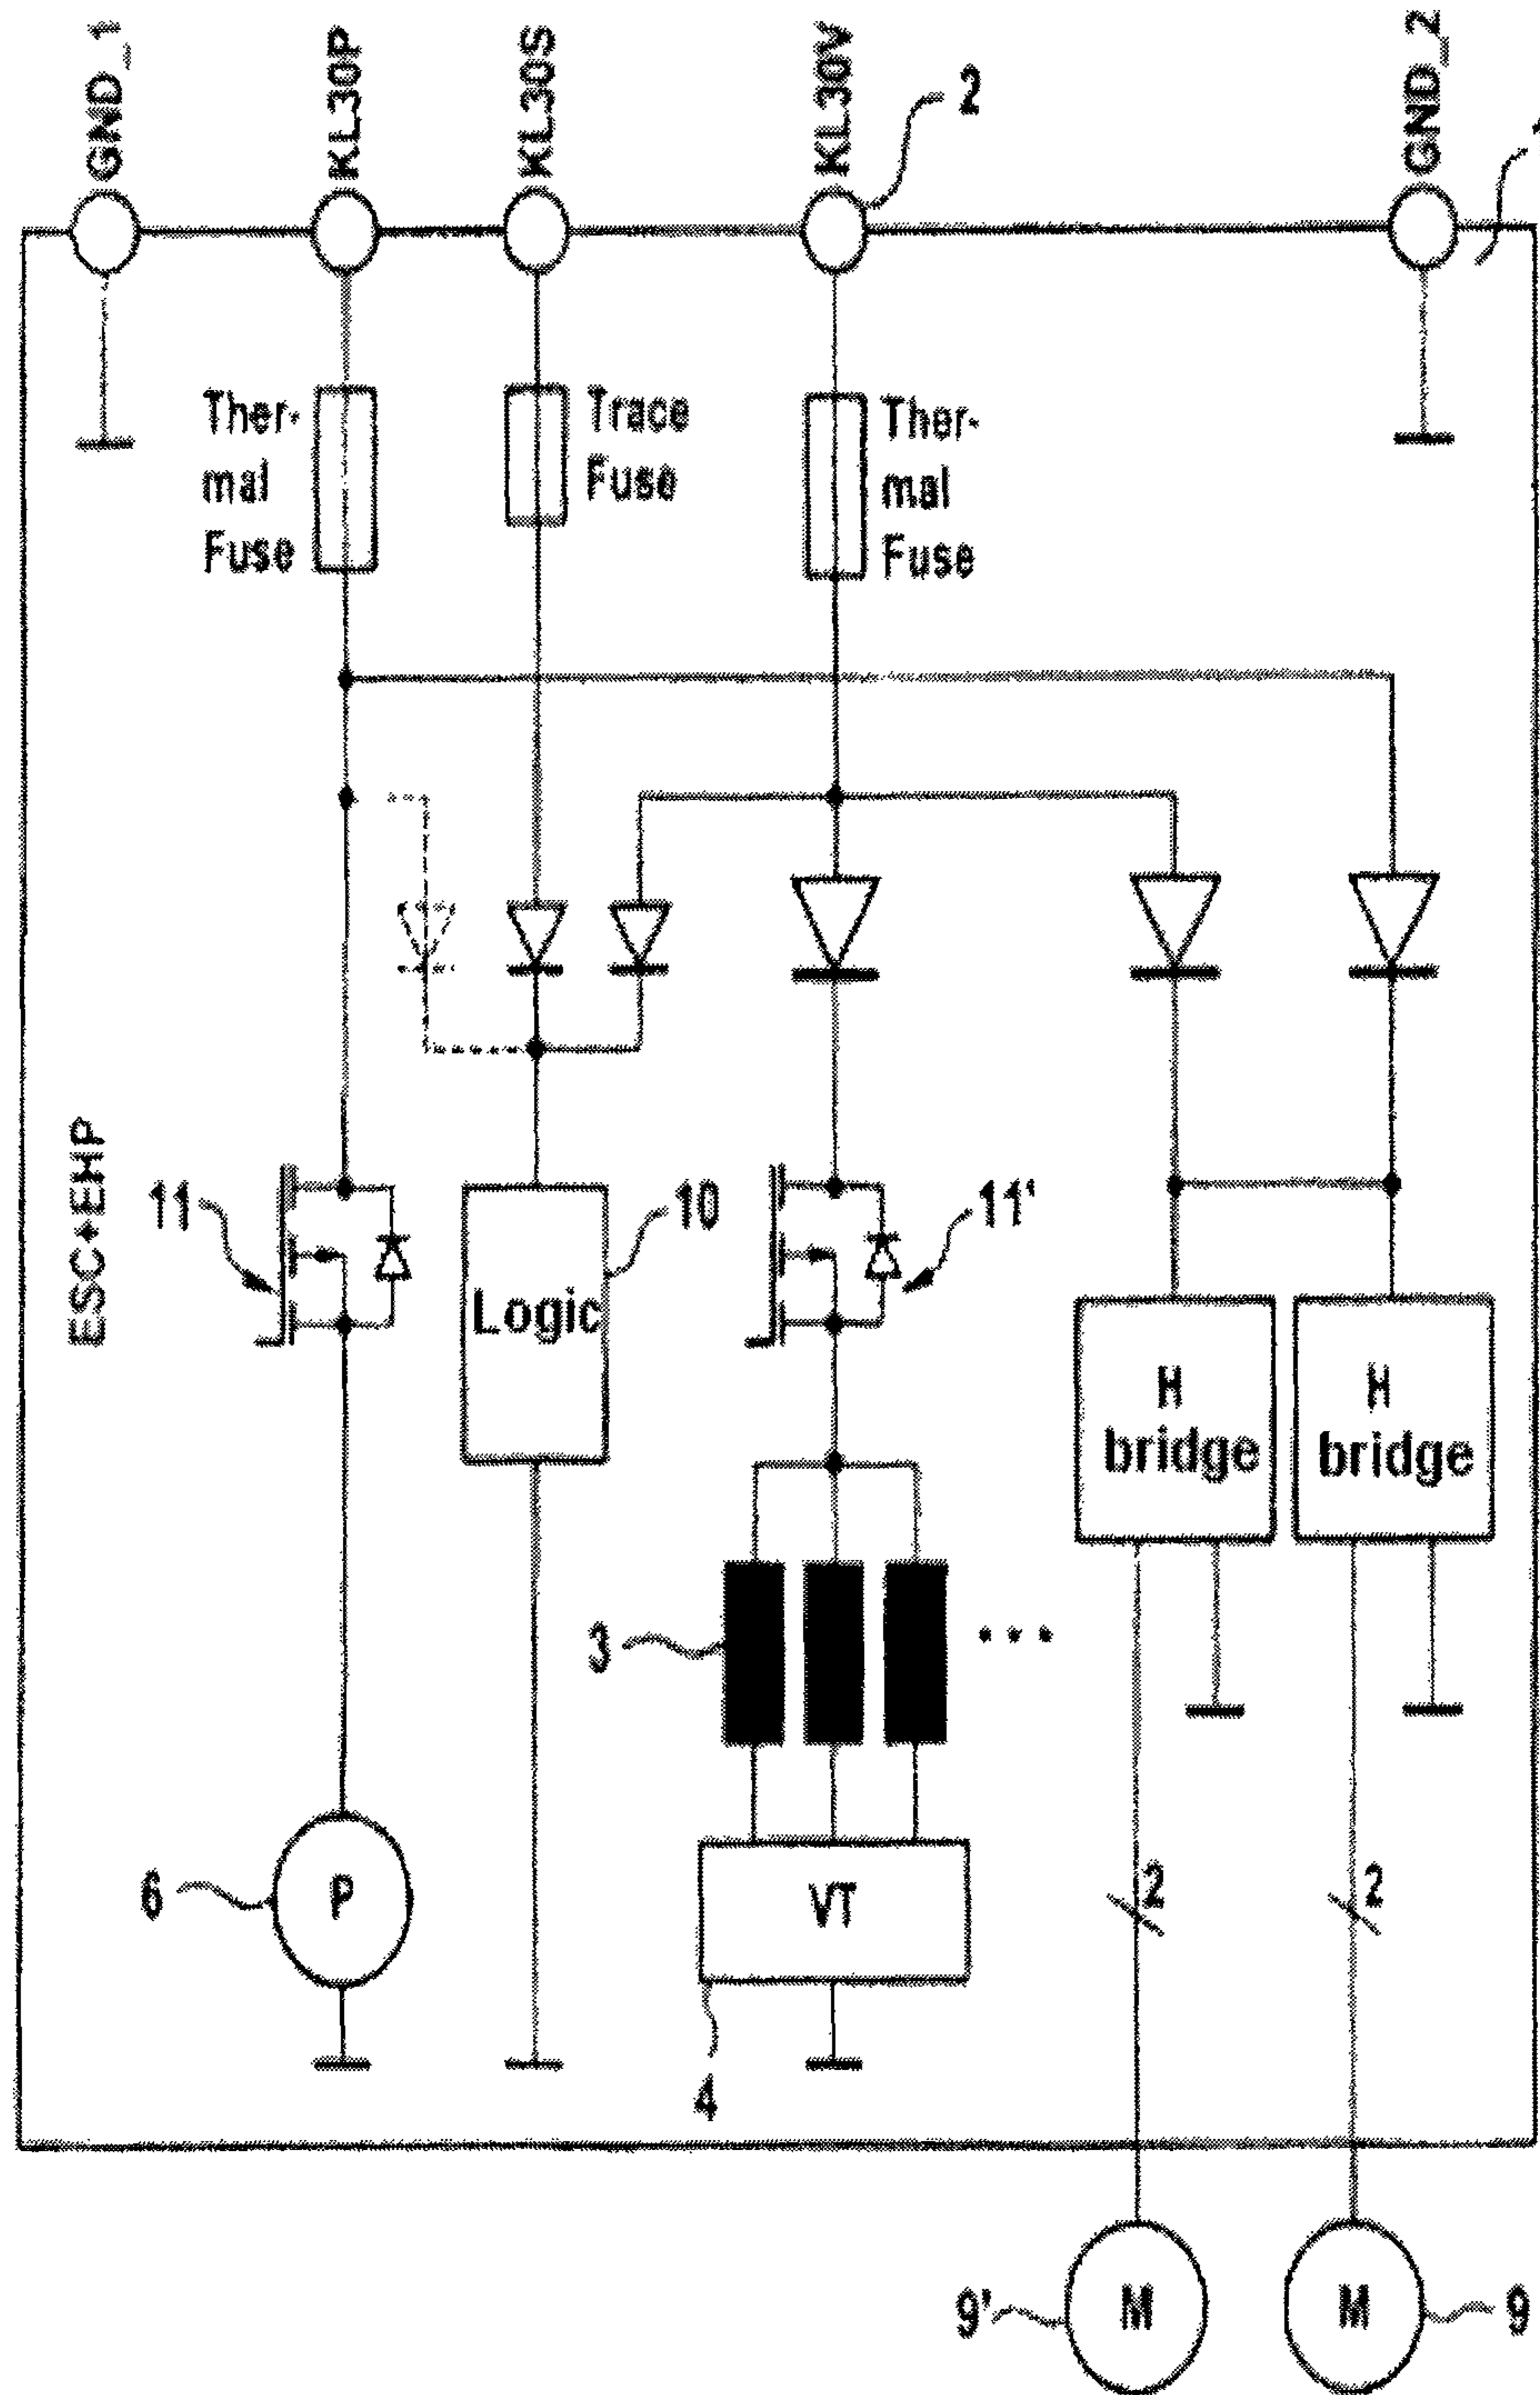 GND_1
KL30P
KL30S
KL30V
2
GND_2
Ther-
mal
Fuse
Trace
Fuse
Ther-
mal
Fuse
ESC+EHP
11
Logic
10
11'
H
bridge
H
bridge
3
...
6
P
VT
4
2
2
9'
M
M
9